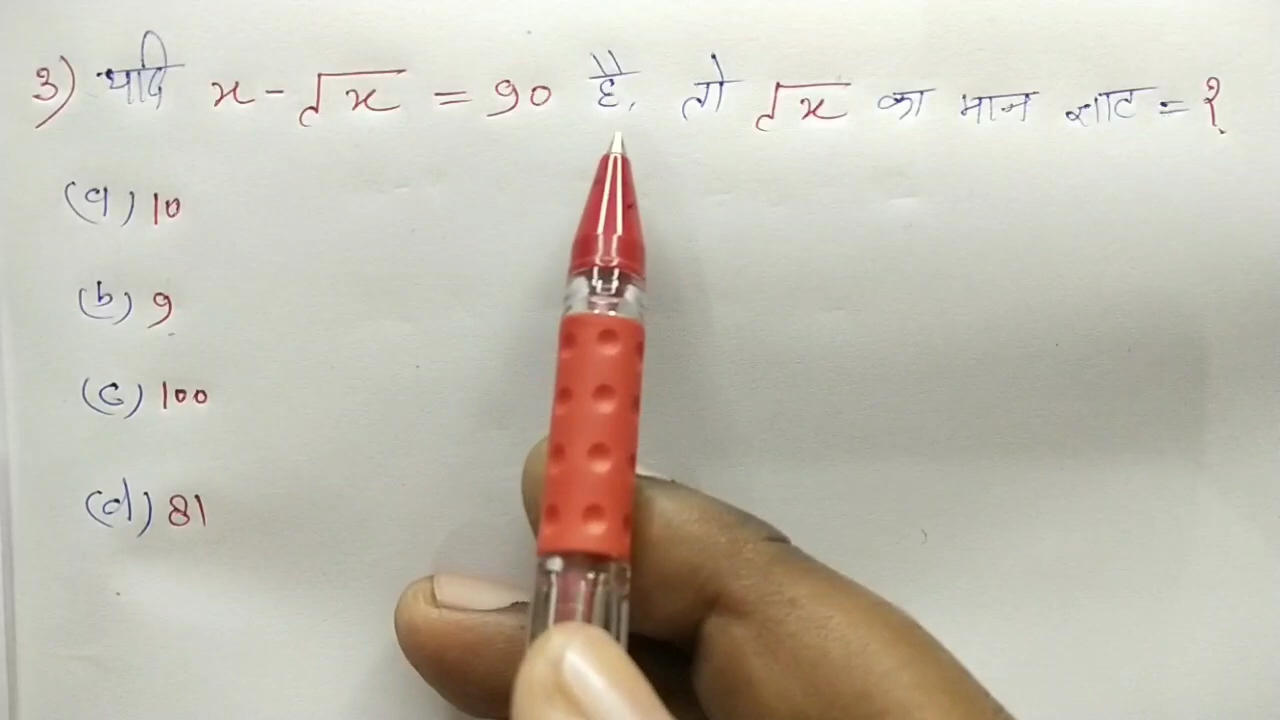 3) यदि x - √x = 90 है, तो √x का मान ज्ञात = ?
(a) 10
(b) 9
(c) 100
(d) 81